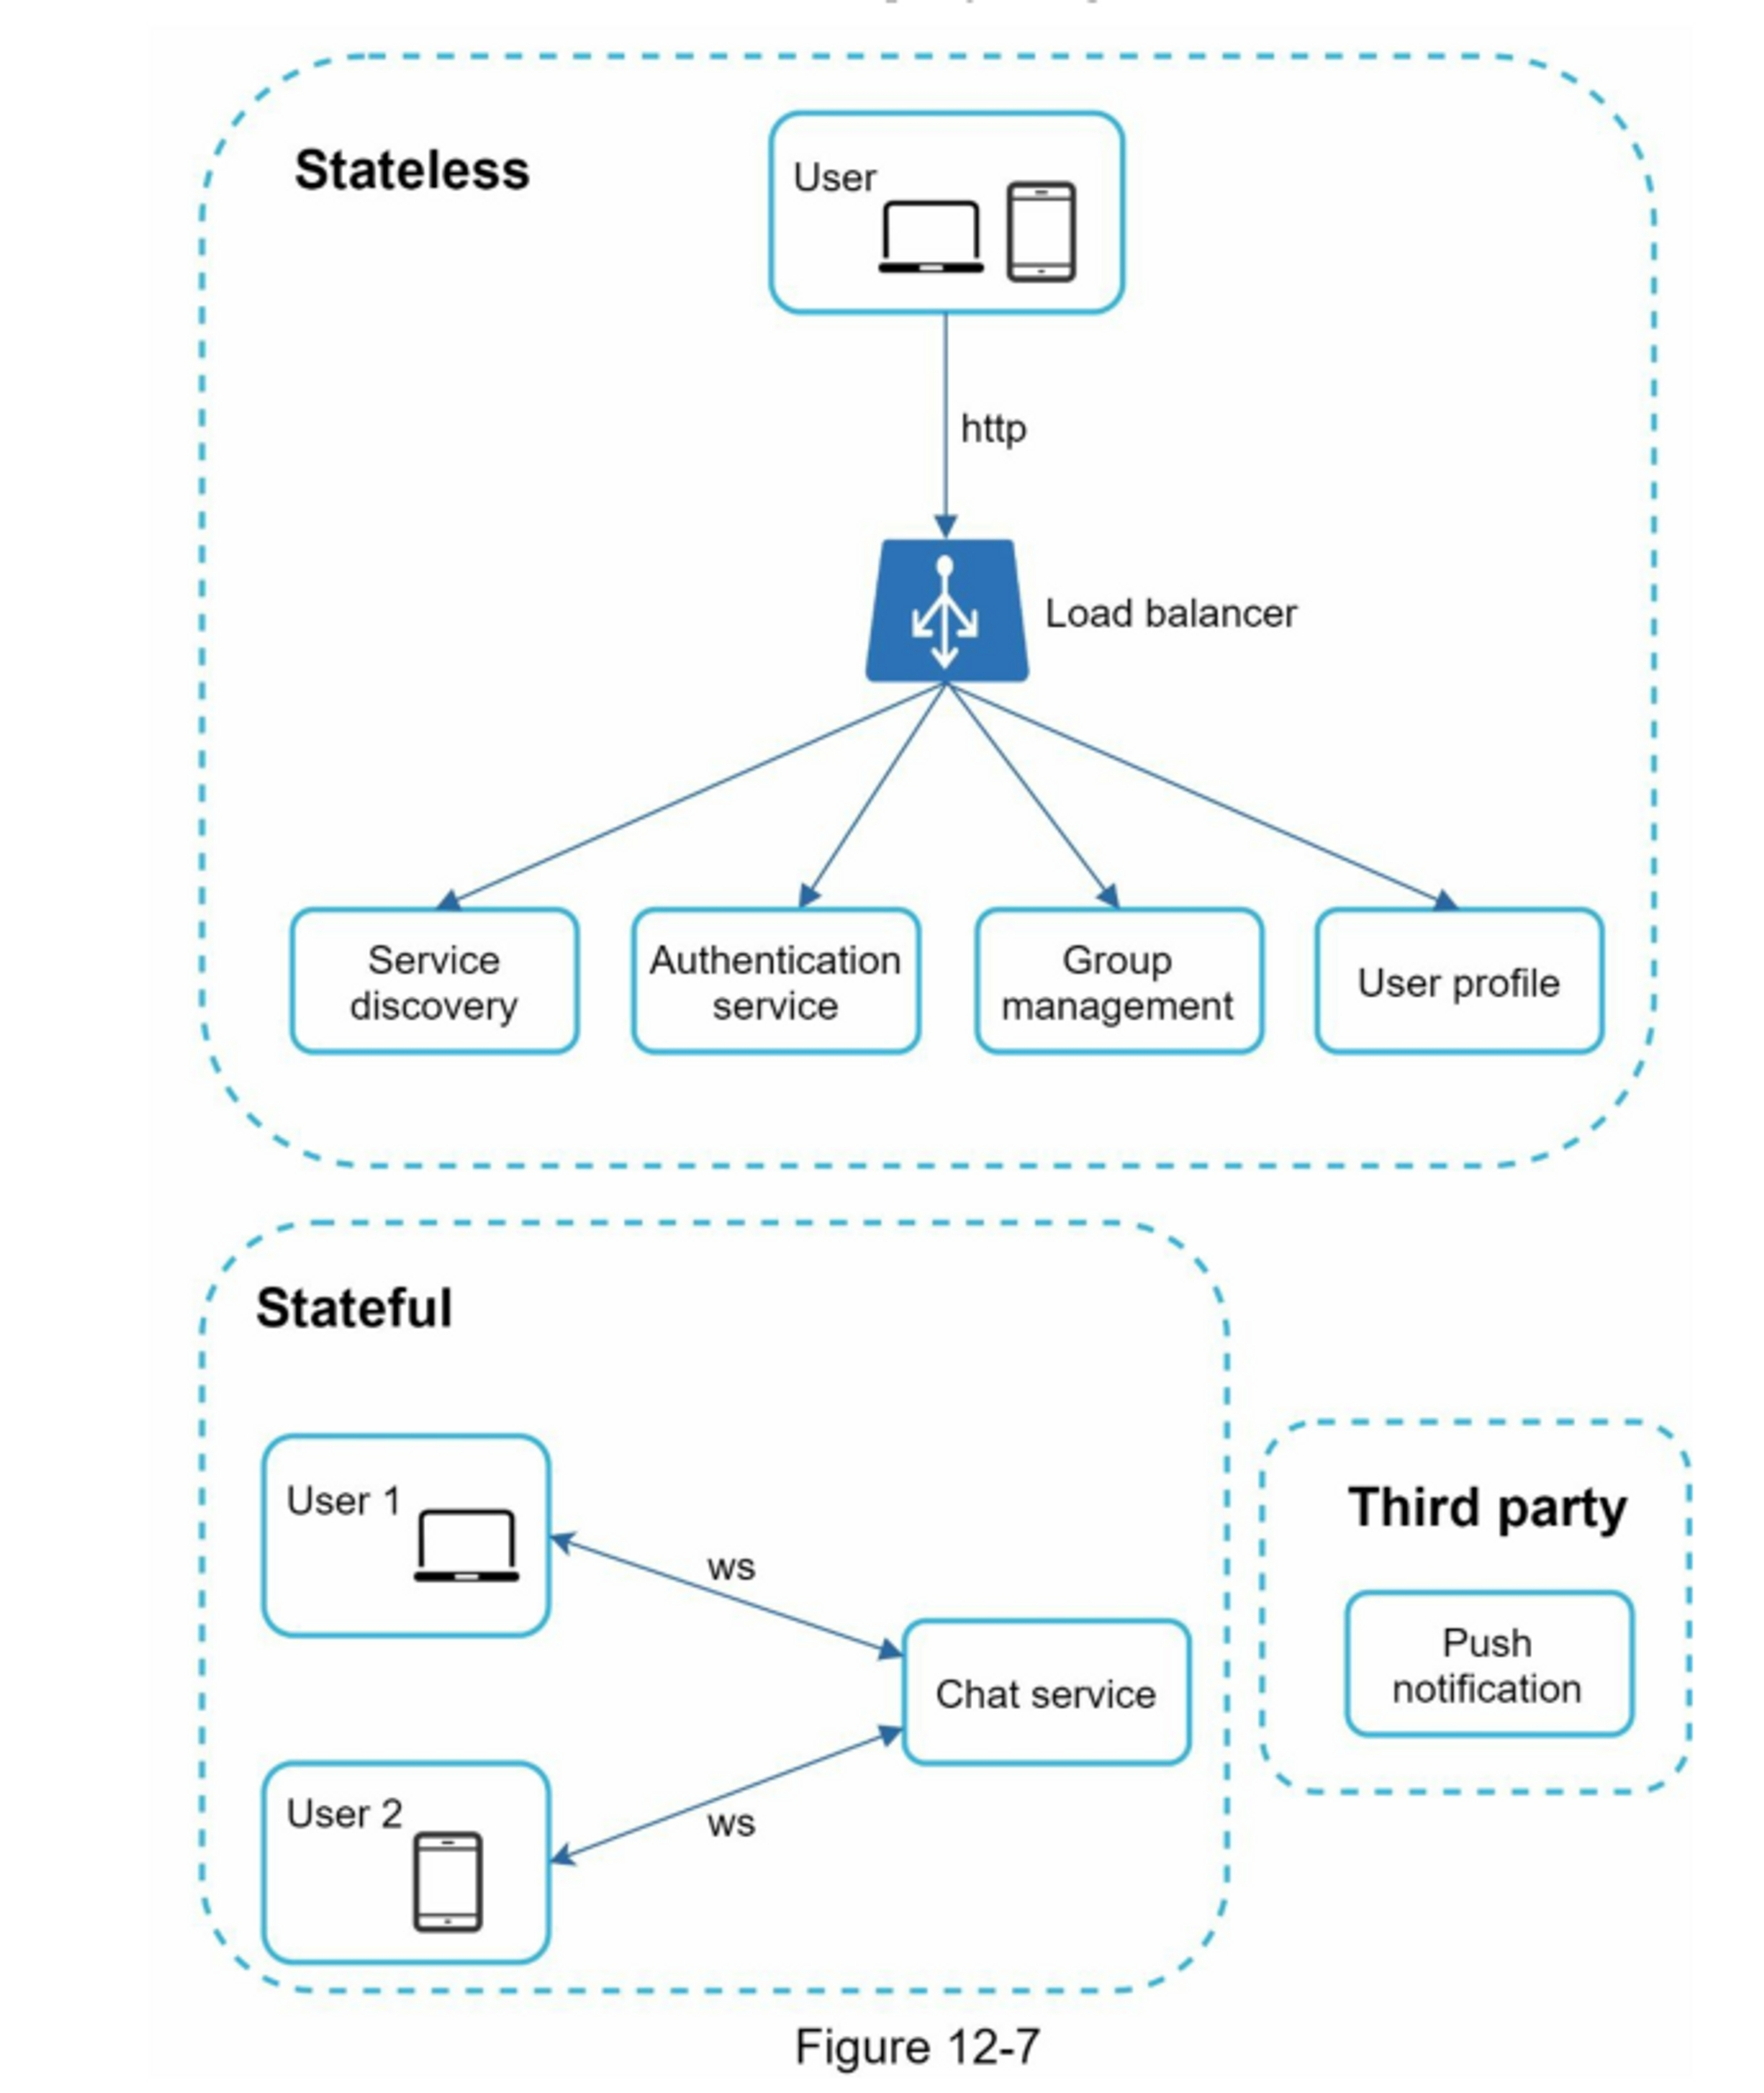 Stateless
User
http
Load balancer
Service
discovery
Authentication
service
Group
management
User profile
Stateful
User 1
ws
Chat service
User 2
ws
Third party
Push
notification
Figure 12-7